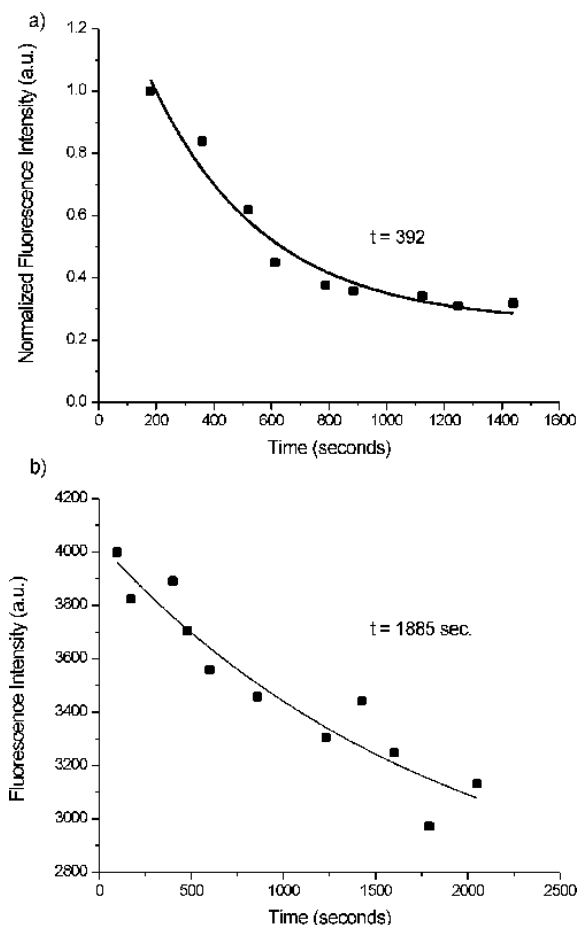 a)
Normalized Fluorescence Intensity (a.u.)
1.2
1.0
0.8
0.6
0.4
0.2
0.0
t = 392
0 200 400 600 800 1000 1200 1400 1600
Time (seconds)
b)
Fluorescence Intensity (a.u.)
4200
4000
3800
3600
3400
3200
3000
2800
t = 1885 sec.
0 500 1000 1500 2000 2500
Time (seconds)